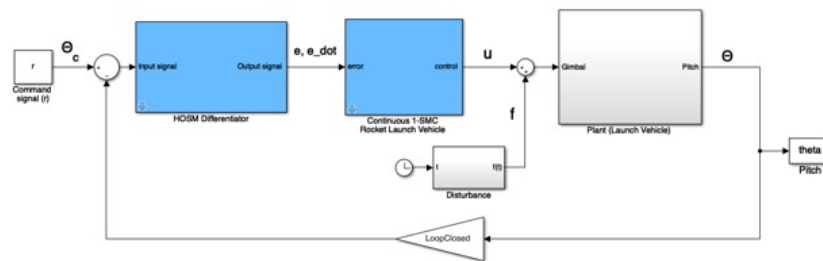 Θc
r
Command
signal (r)
+
-
Input signal
Output signal
HOSM Differentiator
e, e_dot
error
control
Continuous 1-SMC
Rocket Launch Vehicle
u
+
+
f
Gimbal
Pitch
Plant (Launch Vehicle)
Θ
theta
Pitch
t
f(t)
Disturbance
LoopClosed